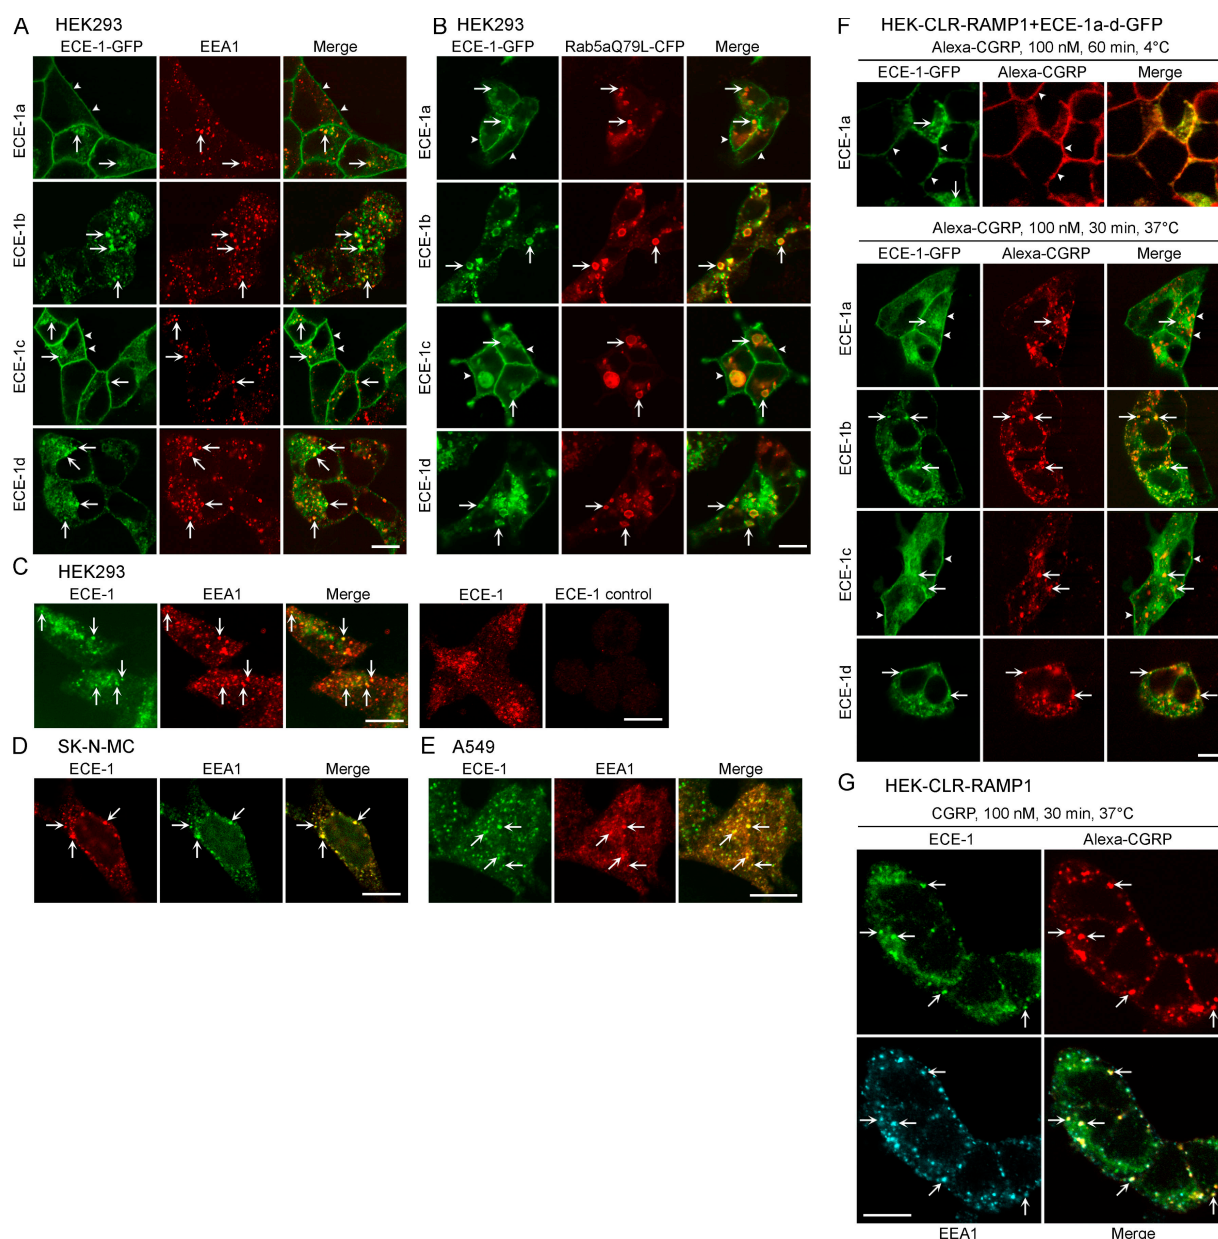 A HEK293
ECE-1-GFP EEA1 Merge
ECE-1a
ECE-1b
ECE-1c
ECE-1d
B HEK293
ECE-1-GFP Rab5aQ79L-CFP Merge
ECE-1a
ECE-1b
ECE-1c
ECE-1d
C HEK293
ECE-1 EEA1 Merge ECE-1 ECE-1 control
D SK-N-MC
ECE-1 EEA1 Merge
E A549
ECE-1 EEA1 Merge
F HEK-CLR-RAMP1+ECE-1a-d-GFP
Alexa-CGRP, 100 nM, 60 min, 4°C
ECE-1-GFP Alexa-CGRP Merge
ECE-1a
Alexa-CGRP, 100 nM, 30 min, 37°C
ECE-1-GFP Alexa-CGRP Merge
ECE-1a
ECE-1b
ECE-1c
ECE-1d
G HEK-CLR-RAMP1
CGRP, 100 nM, 30 min, 37°C
ECE-1 Alexa-CGRP
EEA1 Merge